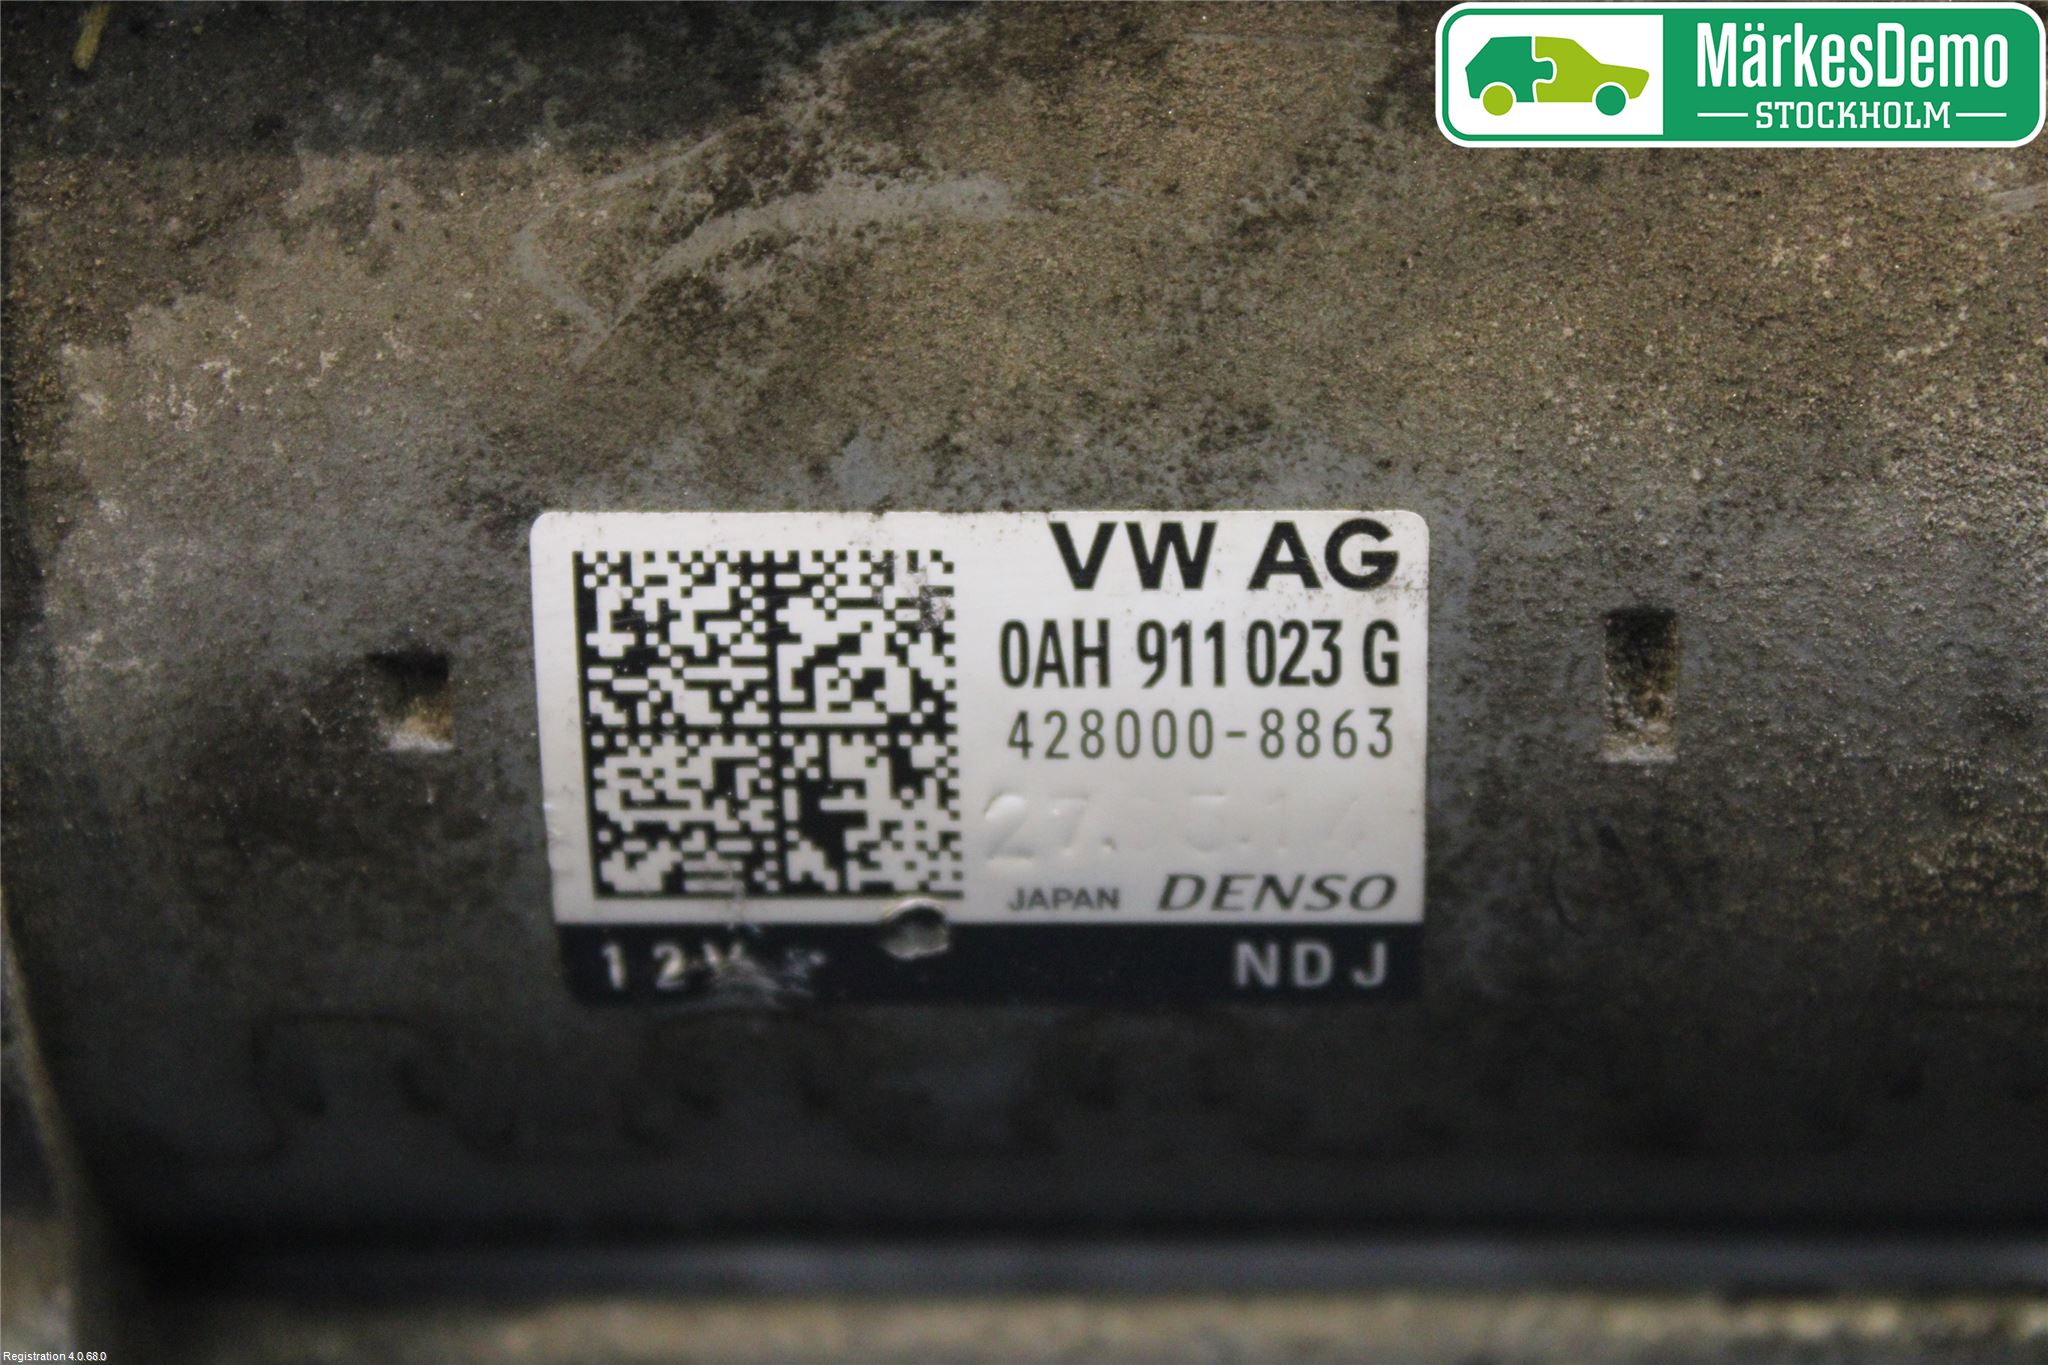 MärkesDemo
STOCKHOLM
VW AG
0AH 911 023 G
428000-8863
JAPAN DENSO
NDJ
Registration 4.0.68.0